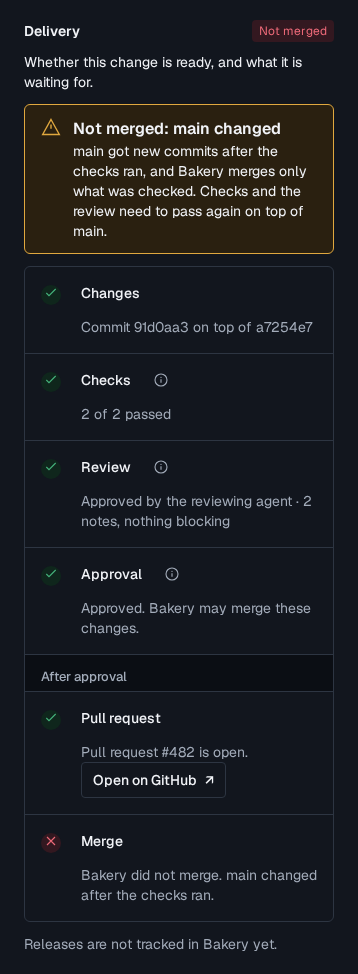 Delivery
Not merged
Whether this change is ready, and what it is
waiting for.
Not merged: main changed
main got new commits after the
checks ran, and Bakery merges only
what was checked. Checks and the
review need to pass again on top of
main.
Changes
Commit 91d0aa3 on top of a7254e7
Checks
2 of 2 passed
Review
Approved by the reviewing agent · 2
notes, nothing blocking
Approval
Approved. Bakery may merge these
changes.
After approval
Pull request
Pull request #482 is open.
Open on GitHub ↗
Merge
Bakery did not merge. main changed
after the checks ran.
Releases are not tracked in Bakery yet.